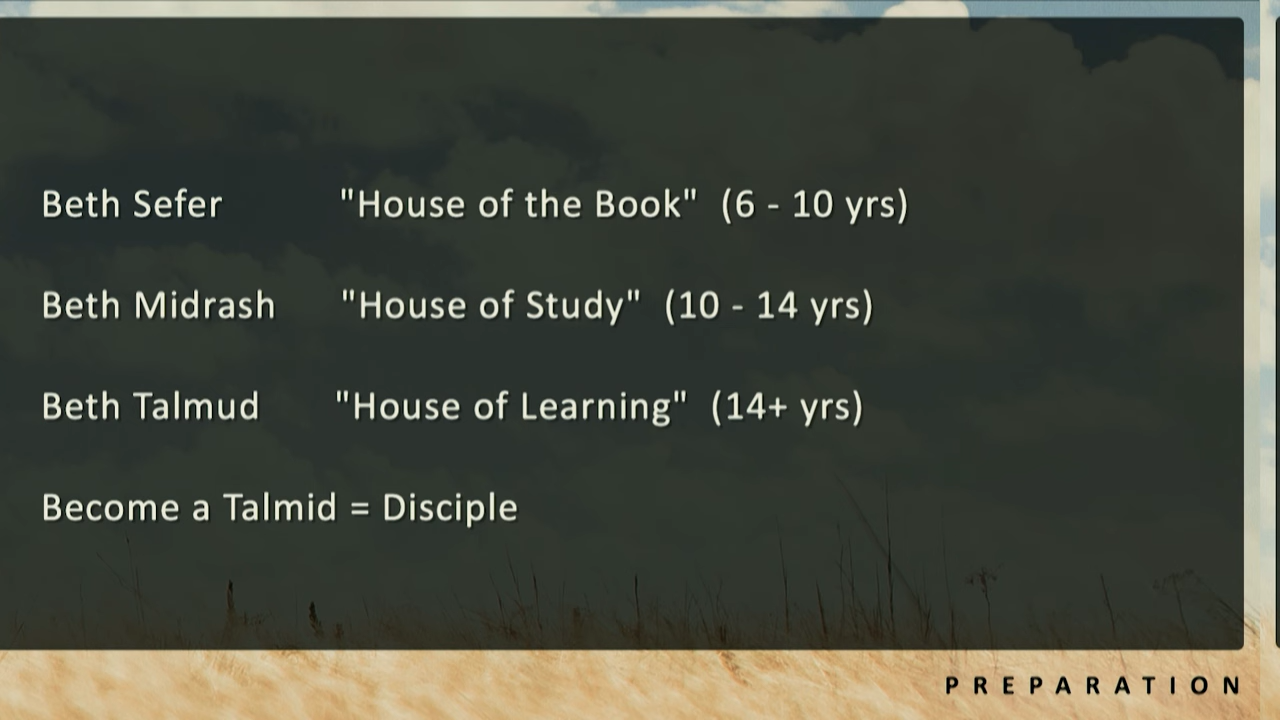 Beth Sefer "House of the Book" (6 - 10 yrs)
Beth Midrash "House of Study" (10 - 14 yrs)
Beth Talmud "House of Learning" (14+ yrs)
Become a Talmid = Disciple
PREPARATION